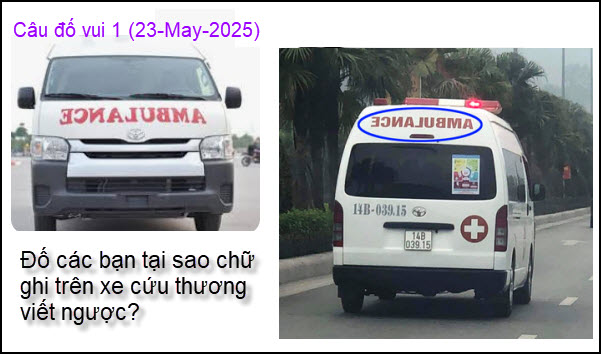 Câu đố vui 1 (23-May-2025)
AMBULANCE
AMBULANCE
14B-039.15
14B
039.15
Đố các bạn tại sao chữ
ghi trên xe cứu thương
viết ngược?